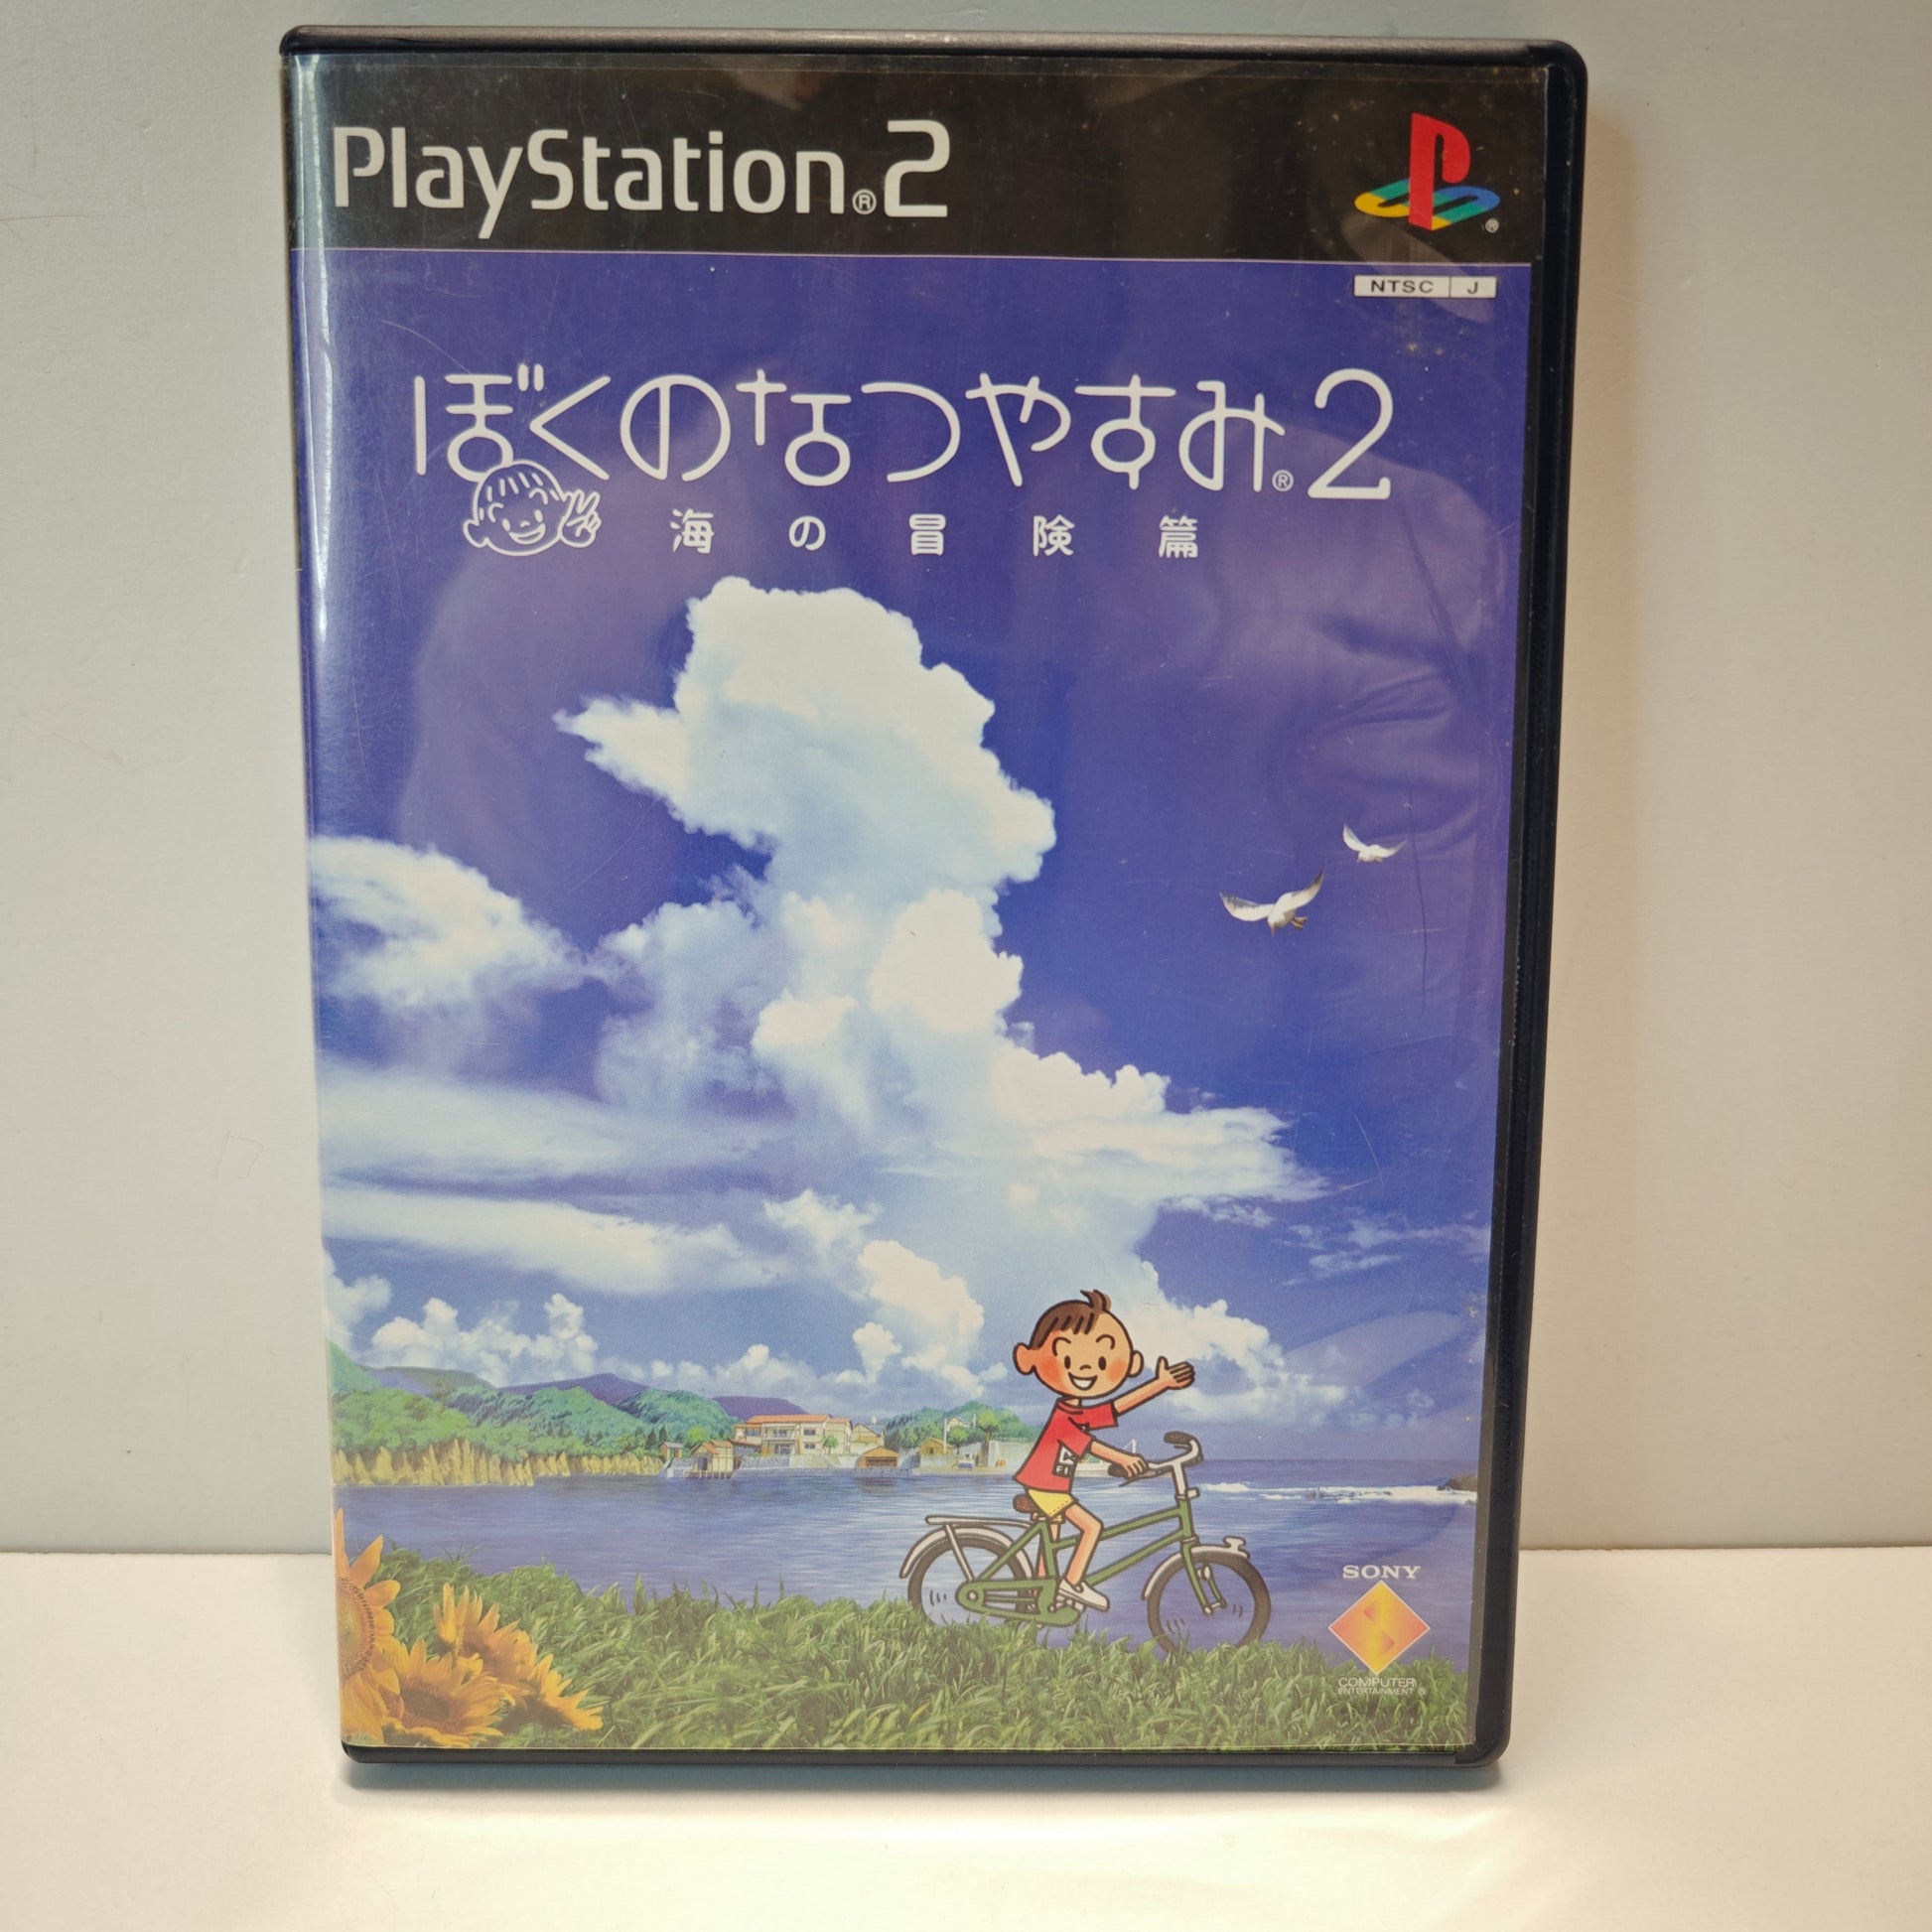 PlayStation®2
®
NTSC J
ぼくのなつやすみ®2
海の冒険篇
SONY
COMPUTER
ENTERTAINMENT®